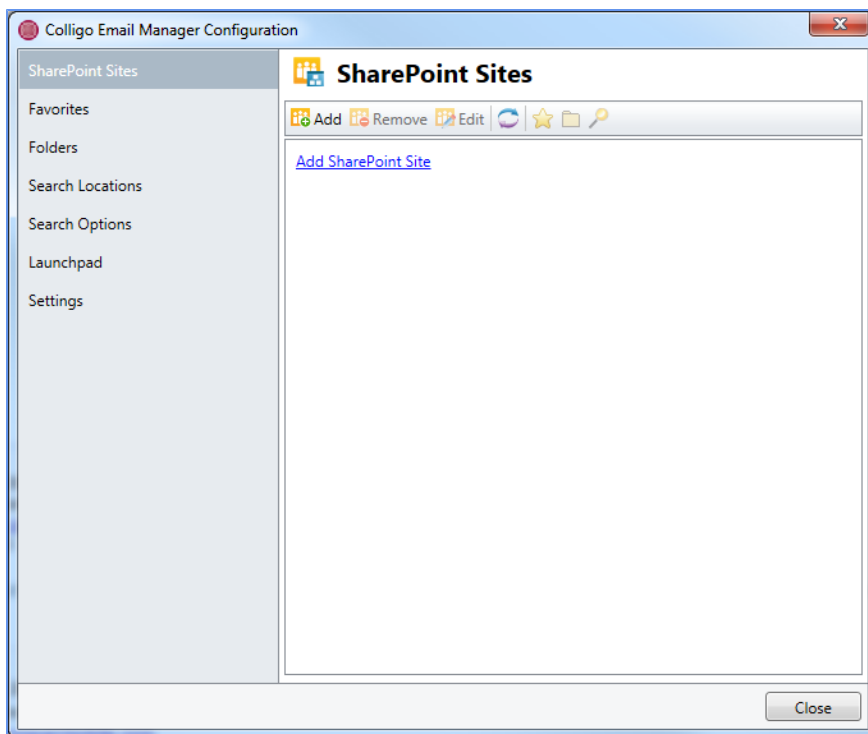 Colligo Email Manager Configuration
SharePoint Sites
Favorites
Folders
Search Locations
Search Options
Launchpad
Settings
SharePoint Sites
Add Remove Edit
Add SharePoint Site
Close